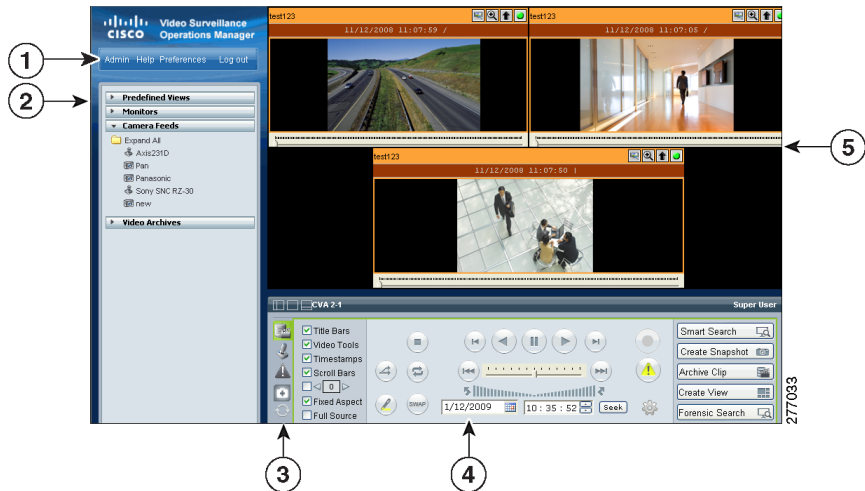 CISCO
Video Surveillance
Operations Manager
Admin Help Preferences Log out
Predefined Views
Monitors
Camera Feeds
Expand All
Axis231D
Pan
Panasonic
Sony SNC RZ-30
new
Video Archives
test123
11/12/2008 11:07:59 /
test123
11/12/2008 11:07:05 /
test123
11/12/2008 11:07:50 |
CVA 2-1
Super User
Title Bars
Video Tools
Timestamps
Scroll Bars
0
Fixed Aspect
Full Source
SWAP
1/12/2009
10 : 35 : 52
Seek
Smart Search
Create Snapshot
Archive Clip
Create View
Forensic Search
277033
1
2
3
4
5